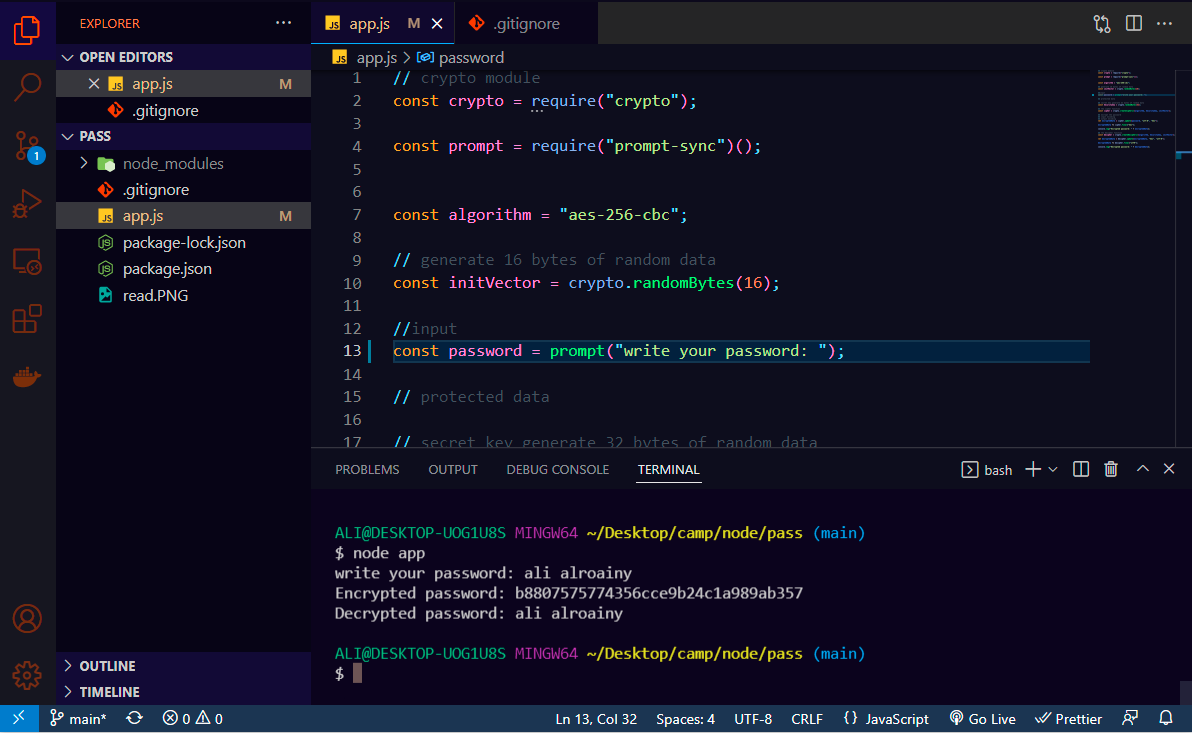 EXPLORER ···
OPEN EDITORS
JS app.js M
.gitignore
PASS
node_modules
.gitignore
JS app.js M
package-lock.json
package.json
read.PNG
OUTLINE
TIMELINE
1
JS app.js M
.gitignore
JS app.js > password
1 // crypto module
2 const crypto = require("crypto");
3
4 const prompt = require("prompt-sync")();
5
6
7 const algorithm = "aes-256-cbc";
8
9 // generate 16 bytes of random data
10 const initVector = crypto.randomBytes(16);
11
12 //input
13 const password = prompt("write your password: ");
14
15 // protected data
16
17 // secret key generate 32 bytes of random data
PROBLEMS OUTPUT DEBUG CONSOLE TERMINAL bash
ALI@DESKTOP-UOG1U8S MINGW64 ~/Desktop/camp/node/pass (main)
$ node app
write your password: ali alroainy
Encrypted password: b8807575774356cce9b24c1a989ab357
Decrypted password: ali alroainy
ALI@DESKTOP-UOG1U8S MINGW64 ~/Desktop/camp/node/pass (main)
$
main* 0 0 Ln 13, Col 32 Spaces: 4 UTF-8 CRLF {} JavaScript Go Live Prettier